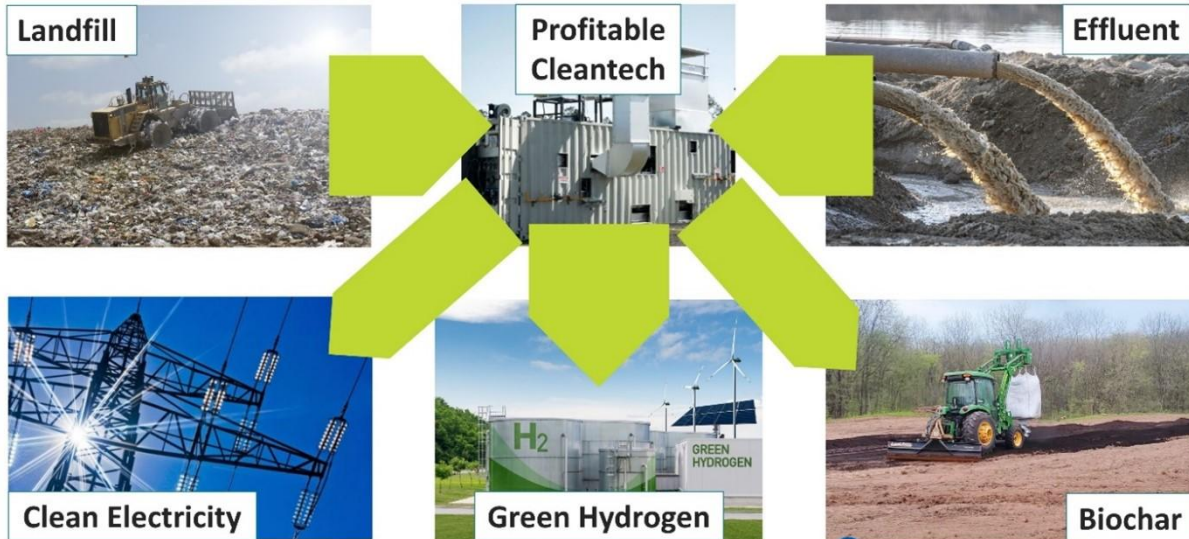 Landfill
Profitable
Cleantech
Effluent
H2
GREEN
HYDROGEN
Clean Electricity
Green Hydrogen
Biochar